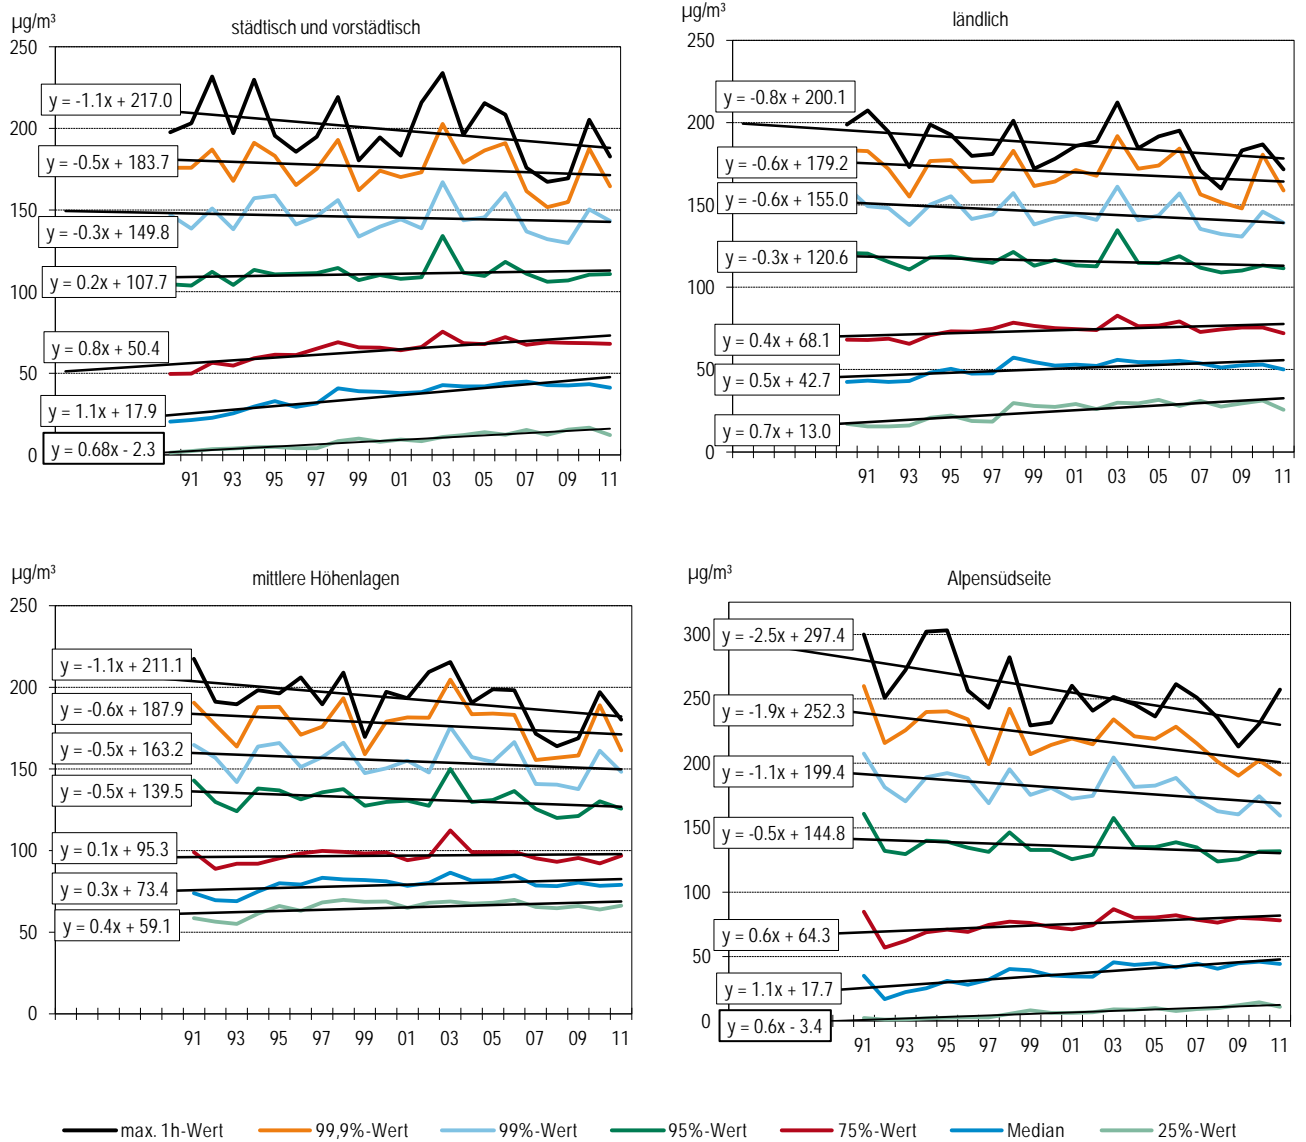 µg/m³
städtisch und vorstädtisch
250
200
150
100
50
0
y = -1.1x + 217.0
y = -0.5x + 183.7
y = -0.3x + 149.8
y = 0.2x + 107.7
y = 0.8x + 50.4
y = 1.1x + 17.9
y = 0.68x - 2.3
91 93 95 97 99 01 03 05 07 09 11
µg/m³
ländlich
250
200
150
100
50
0
y = -0.8x + 200.1
y = -0.6x + 179.2
y = -0.6x + 155.0
y = -0.3x + 120.6
y = 0.4x + 68.1
y = 0.5x + 42.7
y = 0.7x + 13.0
91 93 95 97 99 01 03 05 07 09 11
µg/m³
mittlere Höhenlagen
250
200
150
100
50
0
y = -1.1x + 211.1
y = -0.6x + 187.9
y = -0.5x + 163.2
y = -0.5x + 139.5
y = 0.1x + 95.3
y = 0.3x + 73.4
y = 0.4x + 59.1
91 93 95 97 99 01 03 05 07 09 11
µg/m³
Alpensüdseite
300
250
200
150
100
50
0
y = -2.5x + 297.4
y = -1.9x + 252.3
y = -1.1x + 199.4
y = -0.5x + 144.8
y = 0.6x + 64.3
y = 1.1x + 17.7
y = 0.6x - 3.4
91 93 95 97 99 01 03 05 07 09 11
max. 1h-Wert 99,9%-Wert 99%-Wert 95%-Wert 75%-Wert Median 25%-Wert